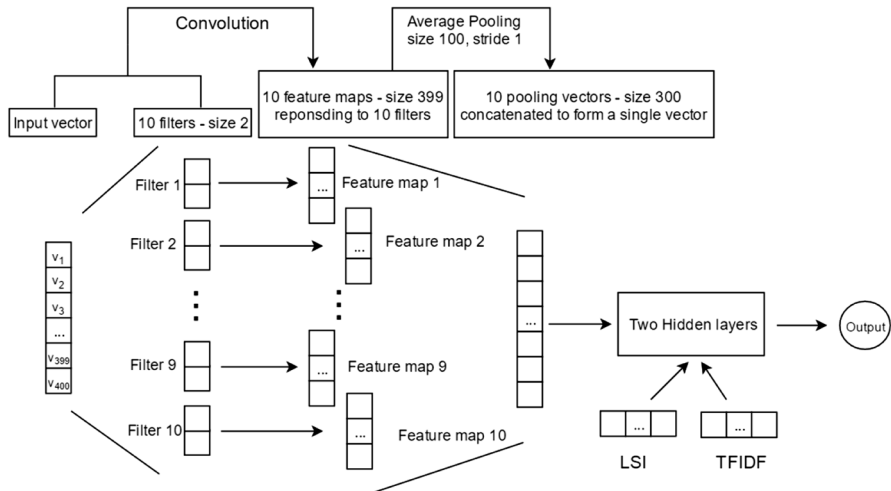 Convolution
Average Pooling
size 100, stride 1
Input vector
10 filters - size 2
10 feature maps - size 399
reponsding to 10 filters
10 pooling vectors - size 300
concatenated to form a single vector
Filter 1
...
Feature map 1
Filter 2
...
Feature map 2
v1
v2
v3
...
v399
v400
Filter 9
...
Feature map 9
Filter 10
...
Feature map 10
...
Two Hidden layers
Output
...
...
LSI
TFIDF